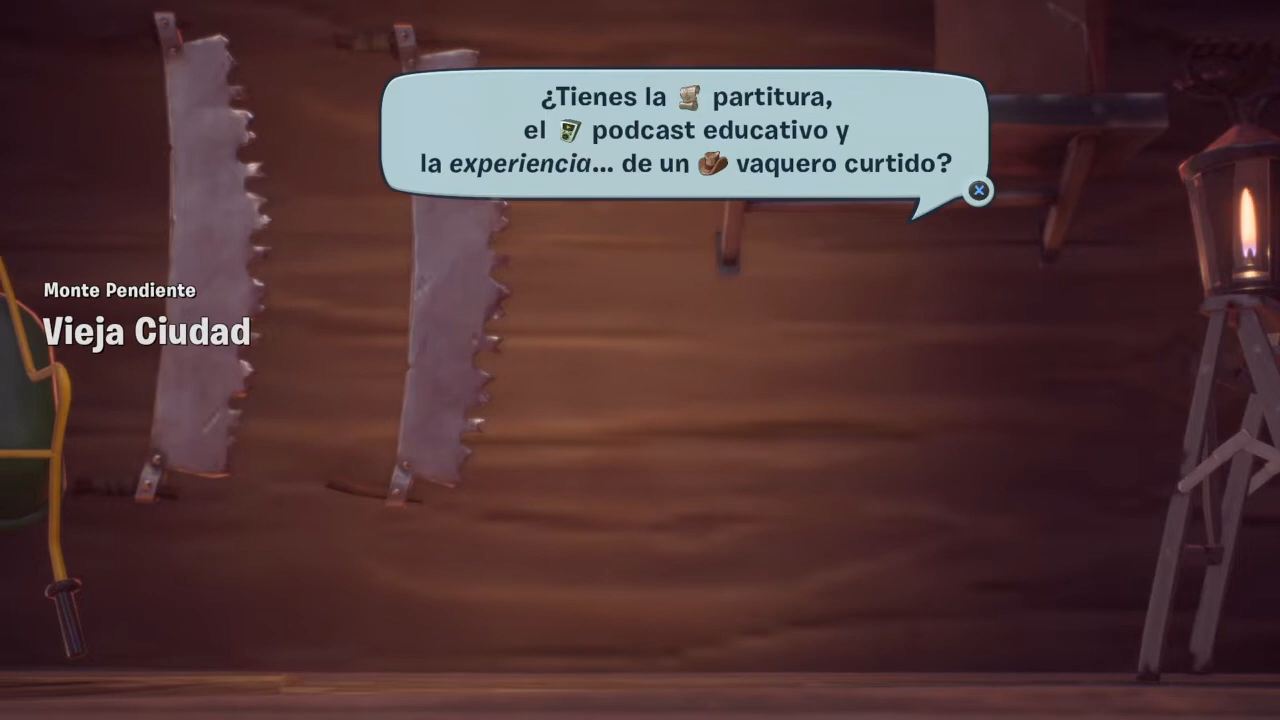 ¿Tienes la partitura,
el podcast educativo y
la experiencia... de un vaquero curtido?
Monte Pendiente
Vieja Ciudad